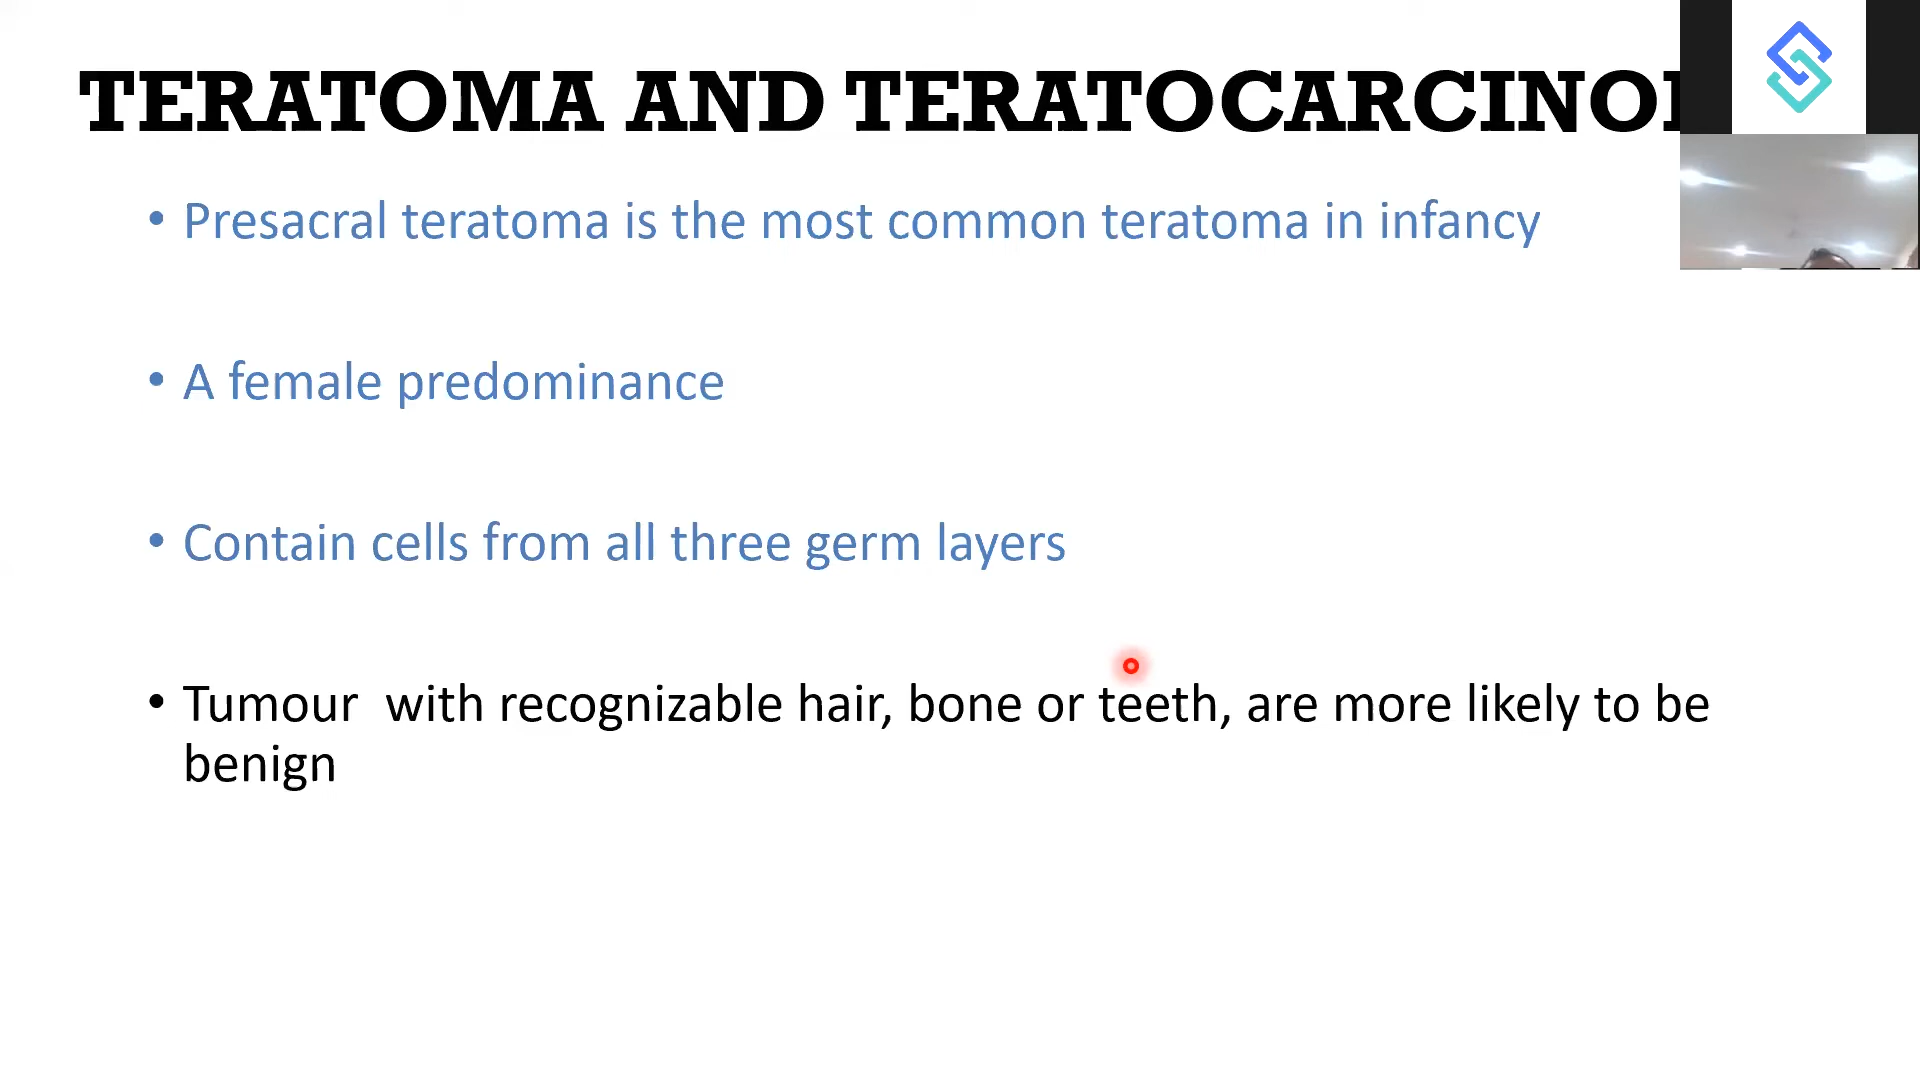 TERATOMA AND
• Presacral teratoma is the most common teratoma in infancy
• A female predominance
• Contain cells from all three germ layers
• Tumour with recognizable hair, bone or teeth, are more likely to be
benign